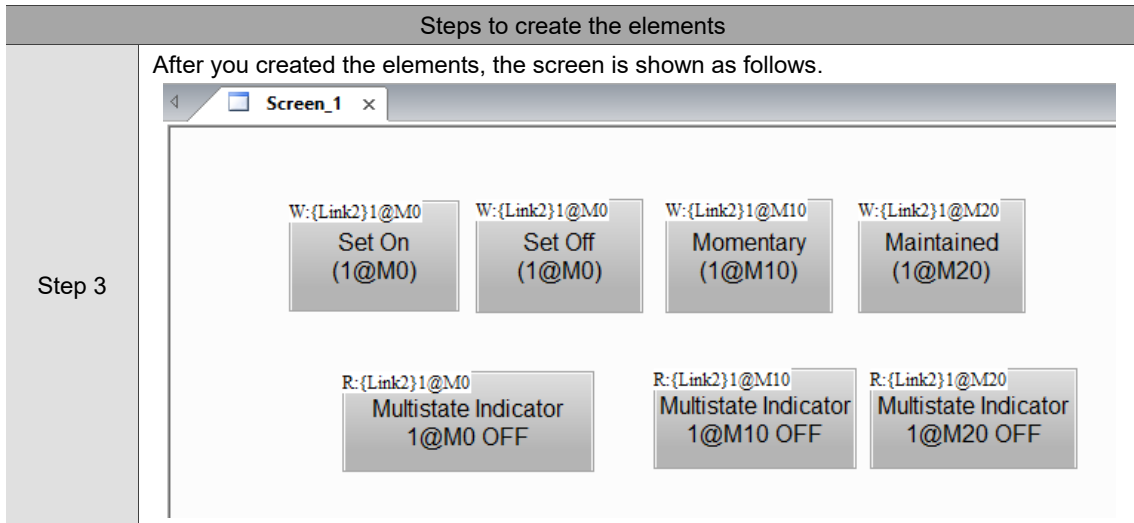 Steps to create the elements
Step 3
After you created the elements, the screen is shown as follows.
Screen_1 ×
W:{Link2}1@M0
Set On
(1@M0)
W:{Link2}1@M0
Set Off
(1@M0)
W:{Link2}1@M10
Momentary
(1@M10)
W:{Link2}1@M20
Maintained
(1@M20)
R:{Link2}1@M0
Multistate Indicator
1@M0 OFF
R:{Link2}1@M10
Multistate Indicator
1@M10 OFF
R:{Link2}1@M20
Multistate Indicator
1@M20 OFF